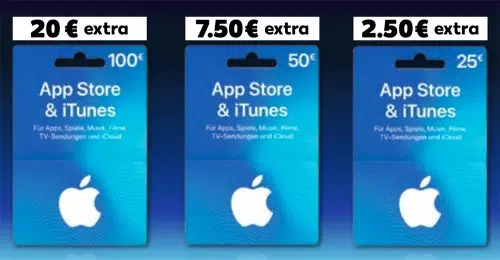 20 € extra
7.50€ extra
2.50€ extra
100€
App Store
& iTunes
Für Apps, Spiele, Musik, Filme,
TV-Sendungen und iCloud
50€
App Store
& iTunes
Für Apps, Spiele, Musik, Filme,
TV-Sendungen und iCloud
25€
App Store
& iTunes
Für Apps, Spiele, Musik, Filme,
TV-Sendungen und iCloud